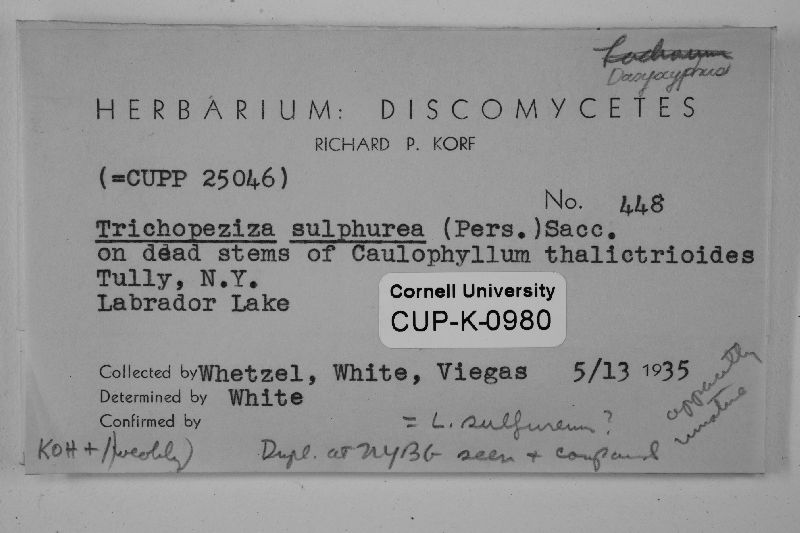 Dasyscyphus
HERBARIUM: DISCOMYCETES
RICHARD P. KORF
(=CUPP 25046)
No. 448
Trichopeziza sulphurea (Pers.)Sacc.
on dead stems of Caulophyllum thalictrioides
Tully, N.Y.
Labrador Lake
Cornell University
CUP-K-0980
Collected by Whetzel, White, Viegas 5/13 1935
Determined by White
Confirmed by
= L. sulfureum?
apparently
KOH + (weakly) Dupl. at NYBG seen + compared